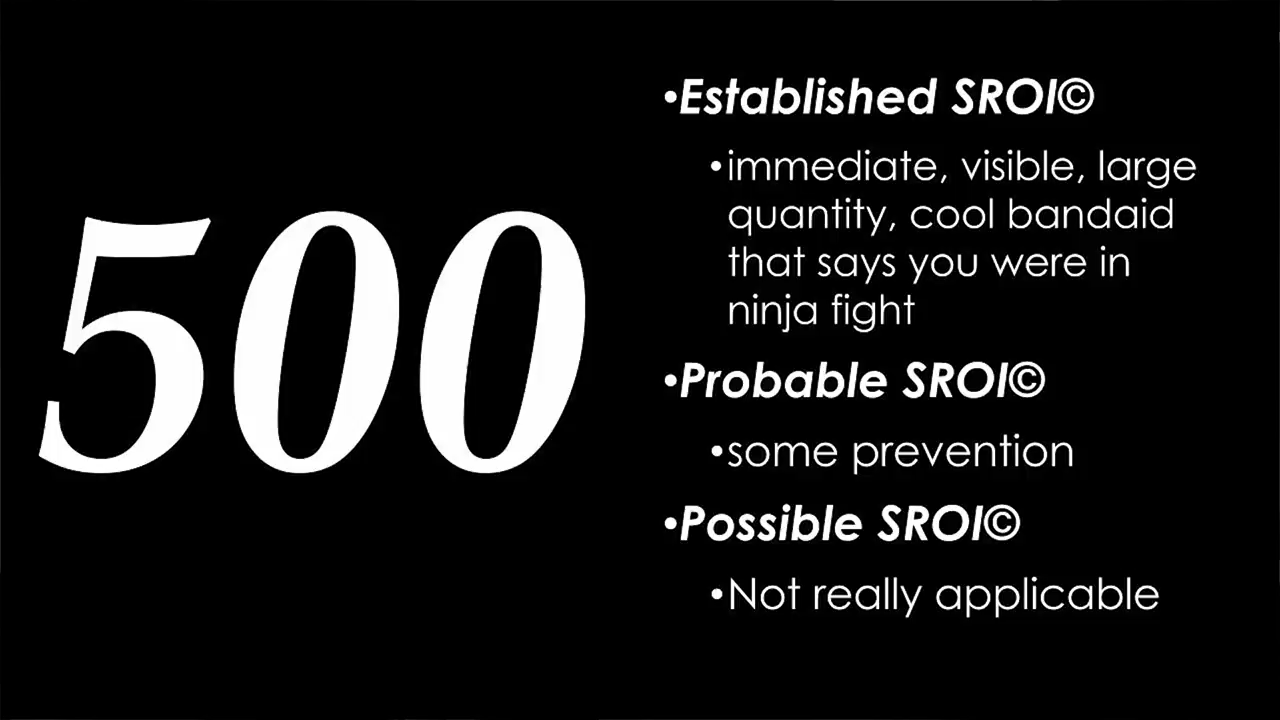 500
•Established SROI©
•immediate, visible, large
quantity, cool bandaid
that says you were in
ninja fight
•Probable SROI©
•some prevention
•Possible SROI©
•Not really applicable